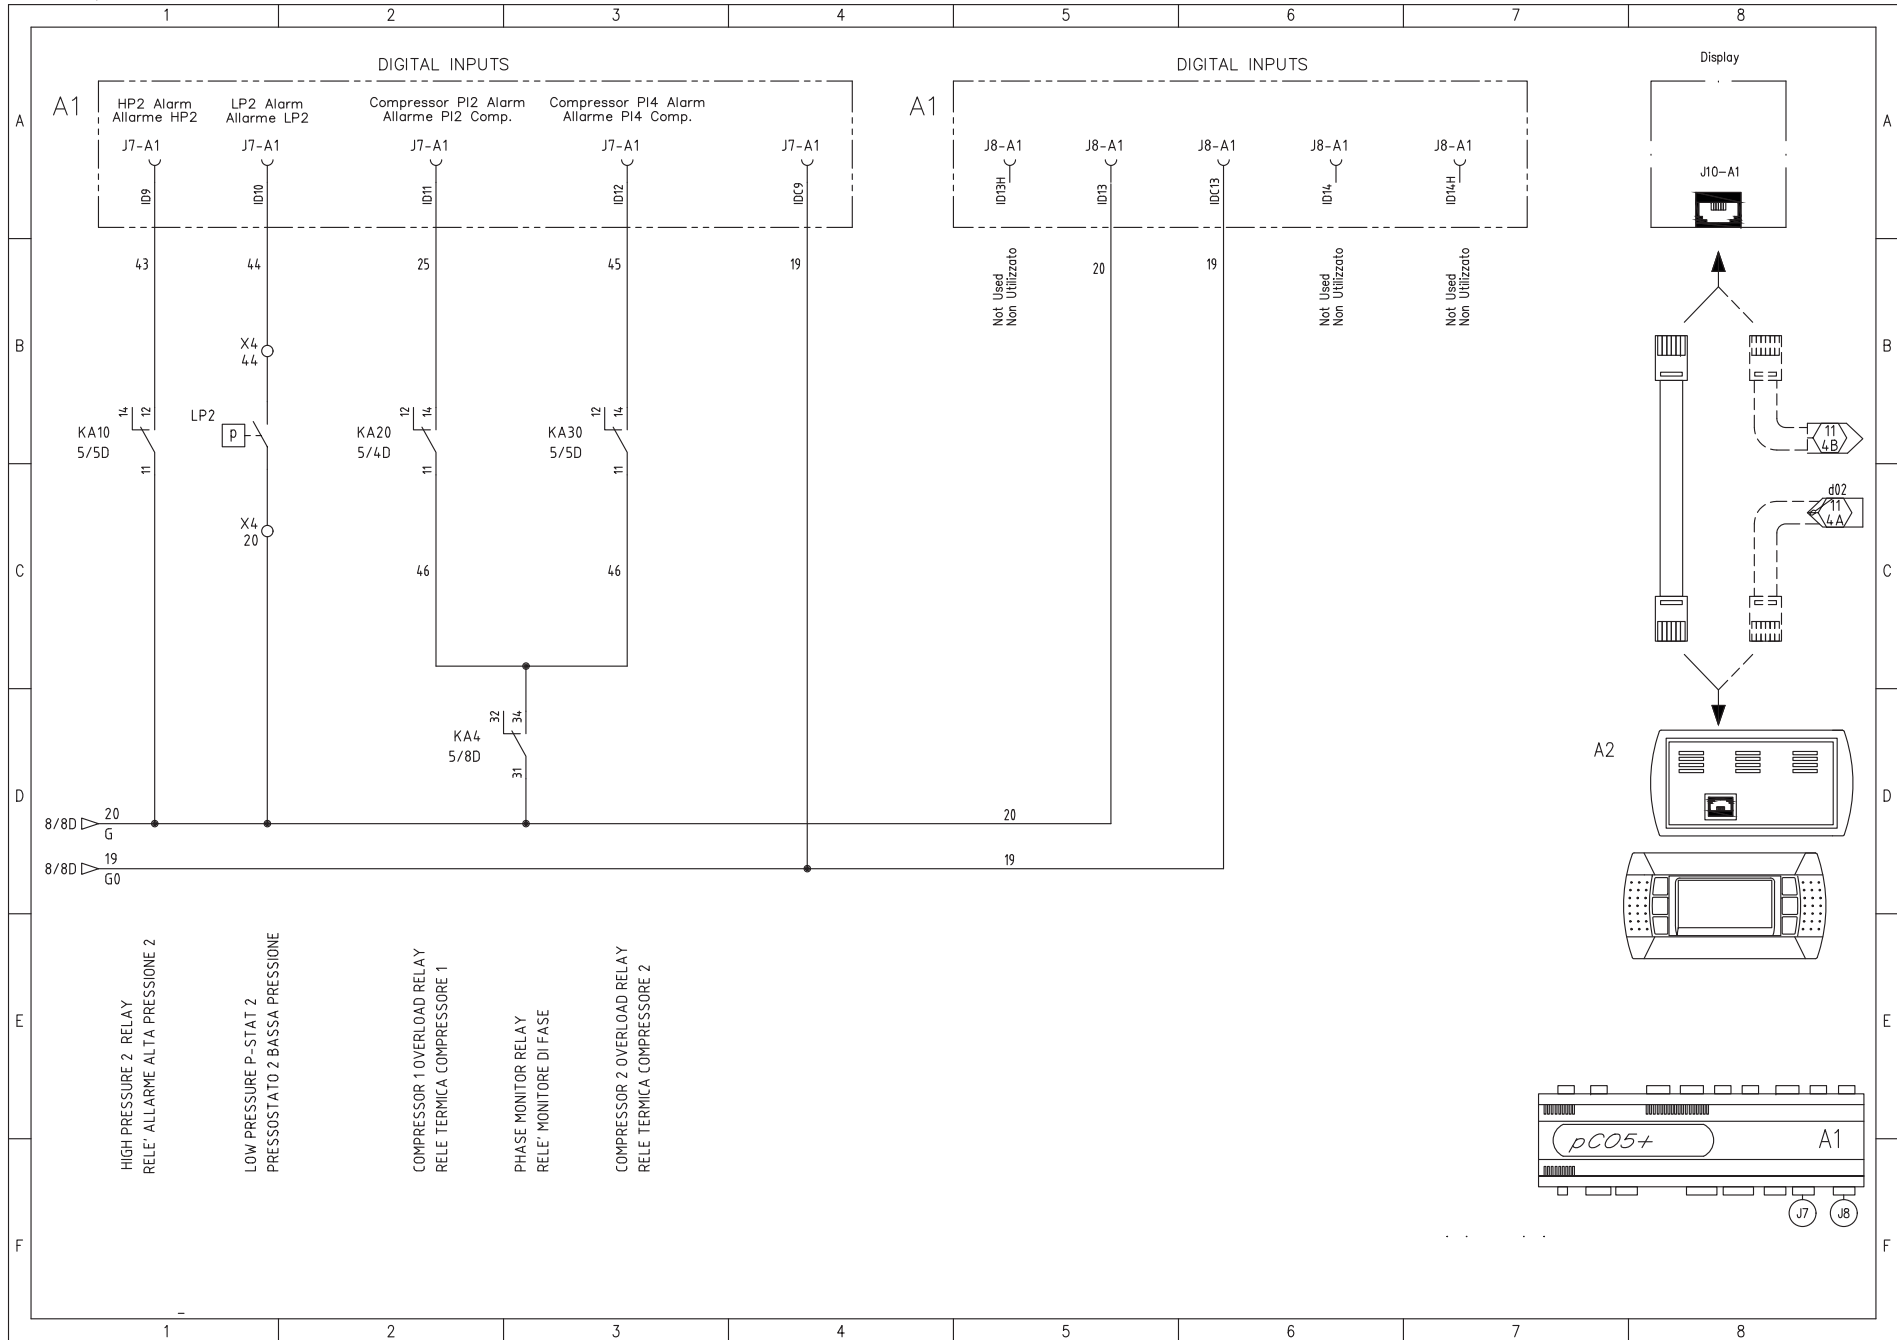 1 2 3 4 5 6 7 8
DIGITAL INPUTS
DIGITAL INPUTS
Display
A1
HP2 Alarm
Allarme HP2
LP2 Alarm
Allarme LP2
Compressor PI2 Alarm
Allarme PI2 Comp.
Compressor PI4 Alarm
Allarme PI4 Comp.
A1
A
A
J7-A1 J7-A1 J7-A1 J7-A1 J7-A1
J8-A1 J8-A1 J8-A1 J8-A1 J8-A1
J10-A1
ID9 ID10 ID11 ID12 IDC9
ID13H ID13 IDC13 ID14 ID14H
43 44 25 45 19
20 19
Not Used
Non Utilizzato
Not Used
Non Utilizzato
Not Used
Non Utilizzato
B
B
X4
44
14 12
KA10
5/5D
11
LP2
P
12 14
KA20
5/4D
11
12 14
KA30
5/5D
11
11
4B
d02
11
4A
X4
20
C
46 46
C
32 34
KA4
5/8D
31
A2
D
D
8/8D 20
G
20
8/8D 19
G0
19
HIGH PRESSURE 2 RELAY
RELE' ALLARME ALTA PRESSIONE 2
LOW PRESSURE P-STAT 2
PRESSOSTATO 2 BASSA PRESSIONE
COMPRESSOR 1 OVERLOAD RELAY
RELE TERMICA COMPRESSORE 1
PHASE MONITOR RELAY
RELE' MONITORE DI FASE
COMPRESSOR 2 OVERLOAD RELAY
RELE TERMICA COMPRESSORE 2
E
E
pCO5+
A1
J7 J8
F
F
1 2 3 4 5 6 7 8